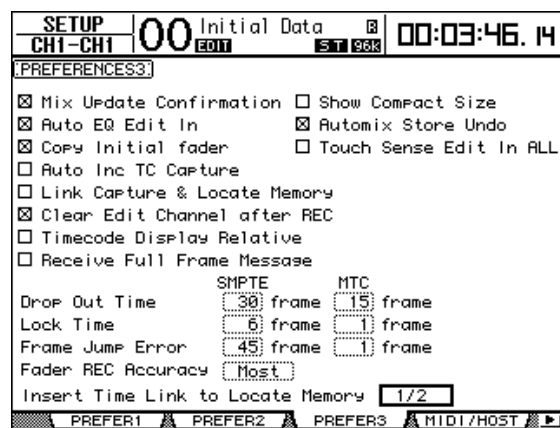 SETUP
CH1-CH1
00 Initial Data
EDIT
ST 96K
00:03:46. 14
PREFERENCES3
Mix Update Confirmation
Show Compact Size
Auto EQ Edit In
Automix Store Undo
Copy Initial fader
Touch Sense Edit In ALL
Auto Inc TC Capture
Link Capture & Locate Memory
Clear Edit Channel after REC
Timecode Display Relative
Receive Full Frame Message
SMPTE MTC
Drop Out Time 30 frame 15 frame
Lock Time 6 frame 1 frame
Frame Jump Error 45 frame 1 frame
Fader REC Accuracy Most
Insert Time Link to Locate Memory 1/2
PREFER1 PREFER2 PREFER3 MIDI/HOST